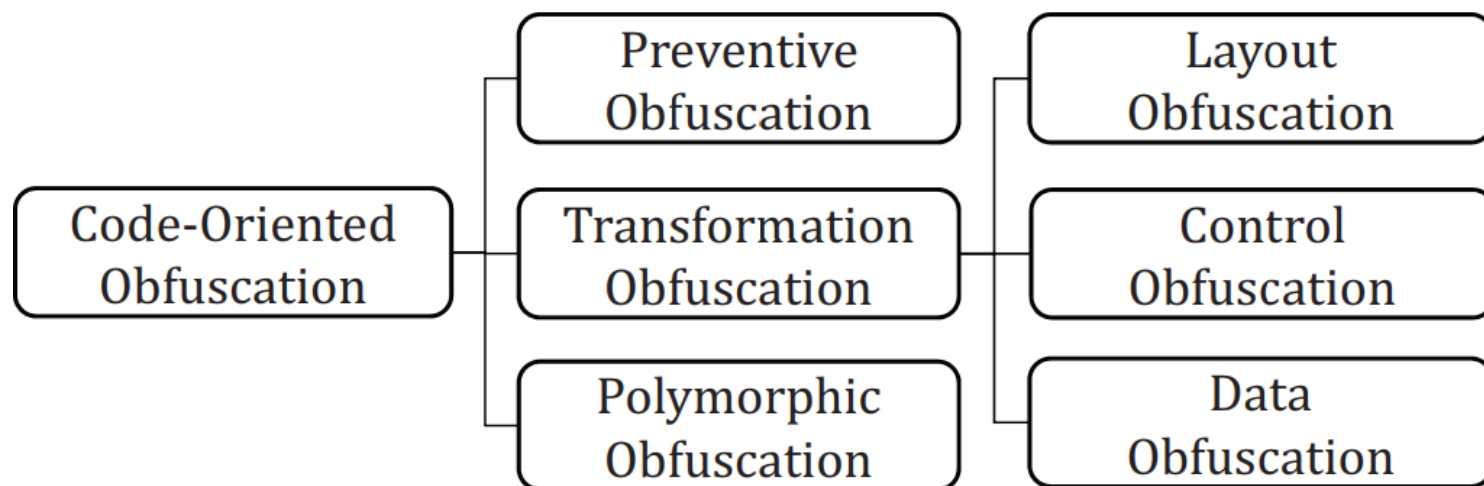 Code-Oriented
Obfuscation
Preventive
Obfuscation
Transformation
Obfuscation
Polymorphic
Obfuscation
Layout
Obfuscation
Control
Obfuscation
Data
Obfuscation